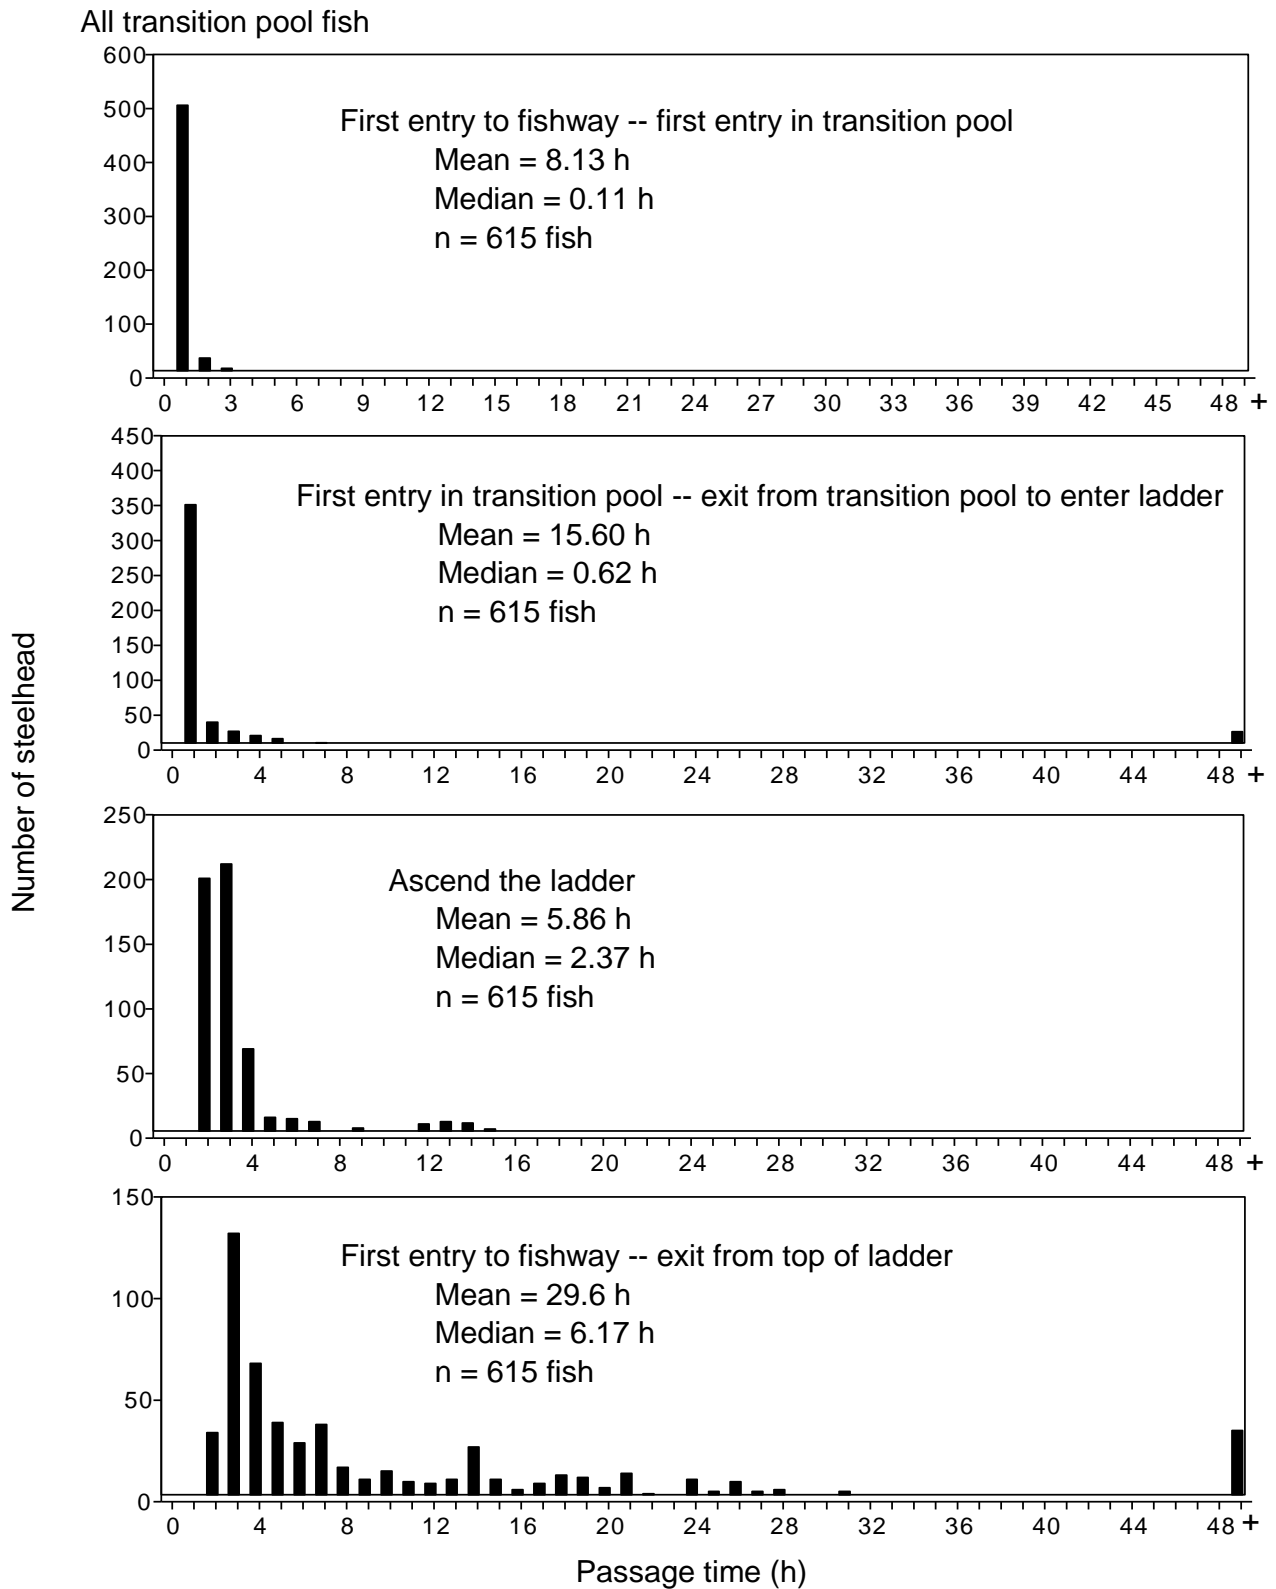 All transition pool fish
600
500
400
300
200
100
0
First entry to fishway -- first entry in transition pool
Mean = 8.13 h
Median = 0.11 h
n = 615 fish
0 3 6 9 12 15 18 21 24 27 30 33 36 39 42 45 48 +
450
400
350
300
250
200
150
100
50
0
First entry in transition pool -- exit from transition pool to enter ladder
Mean = 15.60 h
Median = 0.62 h
n = 615 fish
0 4 8 12 16 20 24 28 32 36 40 44 48 +
Number of steelhead
250
200
150
100
50
0
Ascend the ladder
Mean = 5.86 h
Median = 2.37 h
n = 615 fish
0 4 8 12 16 20 24 28 32 36 40 44 48 +
150
100
50
0
First entry to fishway -- exit from top of ladder
Mean = 29.6 h
Median = 6.17 h
n = 615 fish
0 4 8 12 16 20 24 28 32 36 40 44 48 +
Passage time (h)